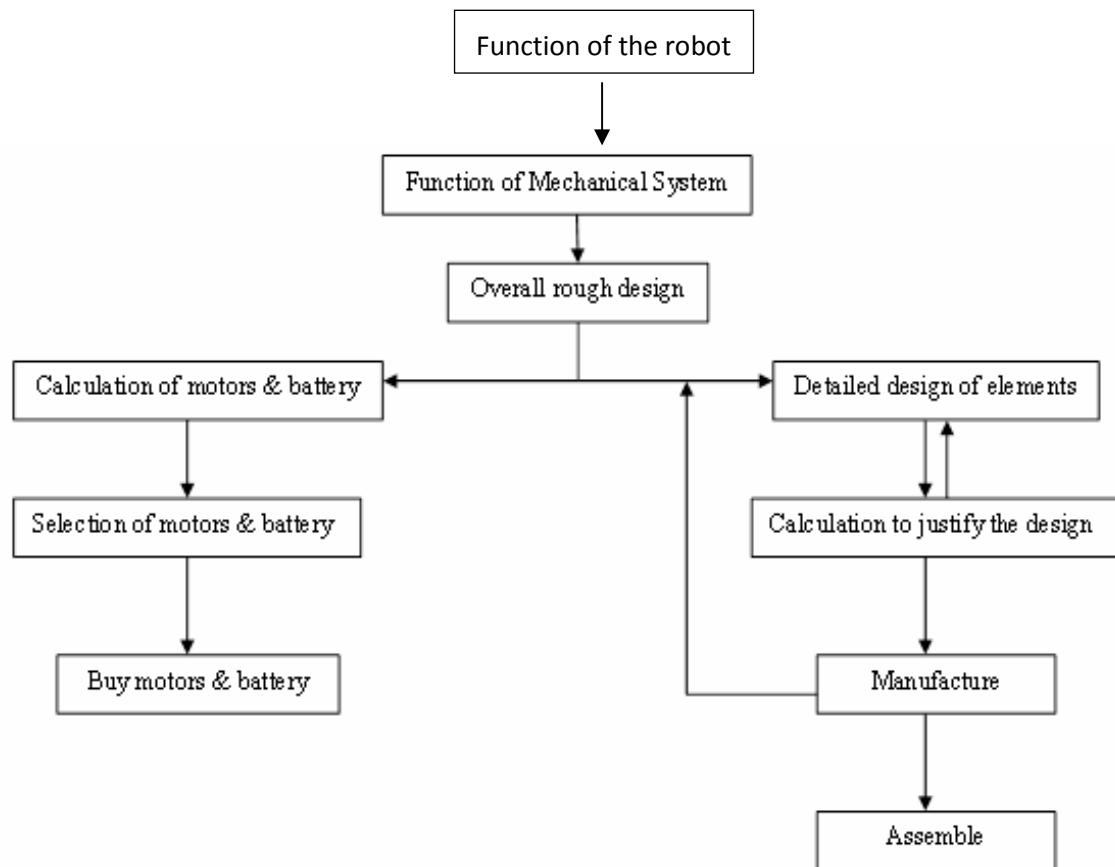 Function of the robot
Function of Mechanical System
Overall rough design
Calculation of motors & battery
Detailed design of elements
Selection of motors & battery
Calculation to justify the design
Buy motors & battery
Manufacture
Assemble